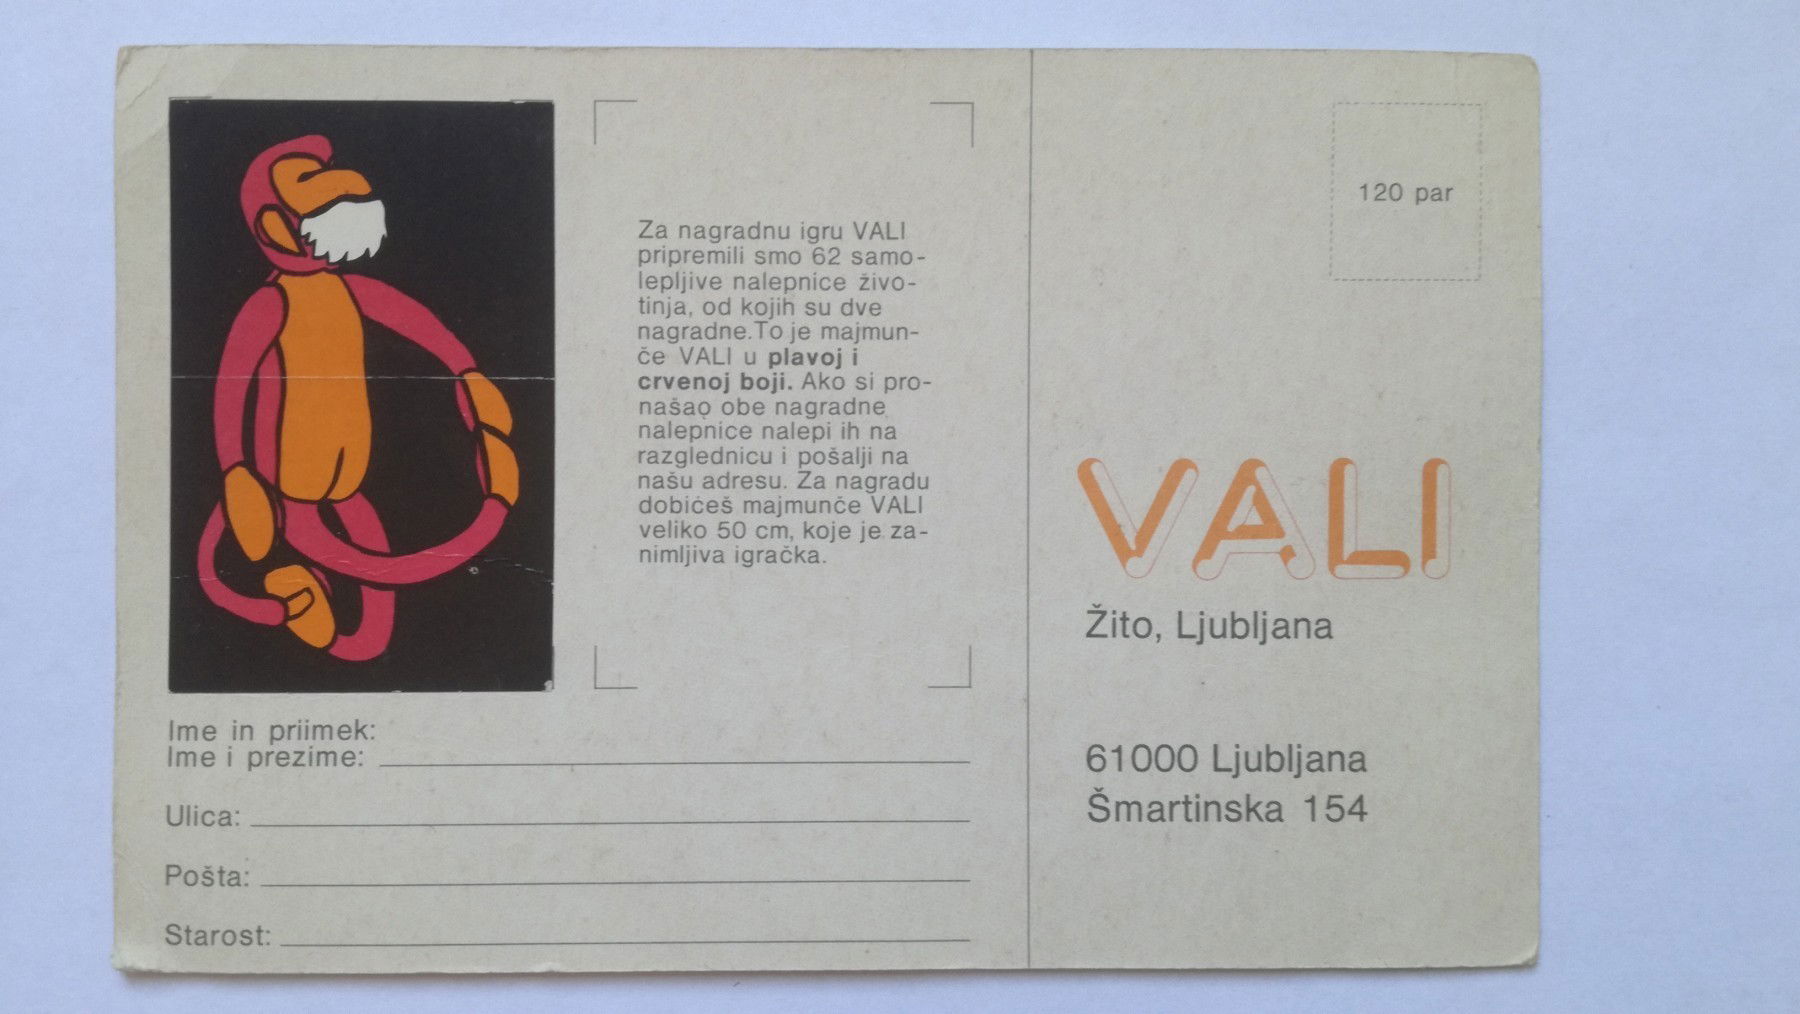 Za nagradnu igru VALI
pripremili smo 62 samo-
lepljive nalepnice živo-
tinja, od kojih su dve
nagradne.To je majmun-
če VALI u plavoj i
crvenoj boji. Ako si pro-
našao obe nagradne
nalepnice nalepi ih na
razglednicu i pošalji na
našu adresu. Za nagradu
dobićeš majmunče VALI
veliko 50 cm, koje je za-
nimljiva igračka.
Ime in priimek:
Ime i prezime:
Ulica:
Pošta:
Starost:
120 par
VALI
Žito, Ljubljana
61000 Ljubljana
Šmartinska 154